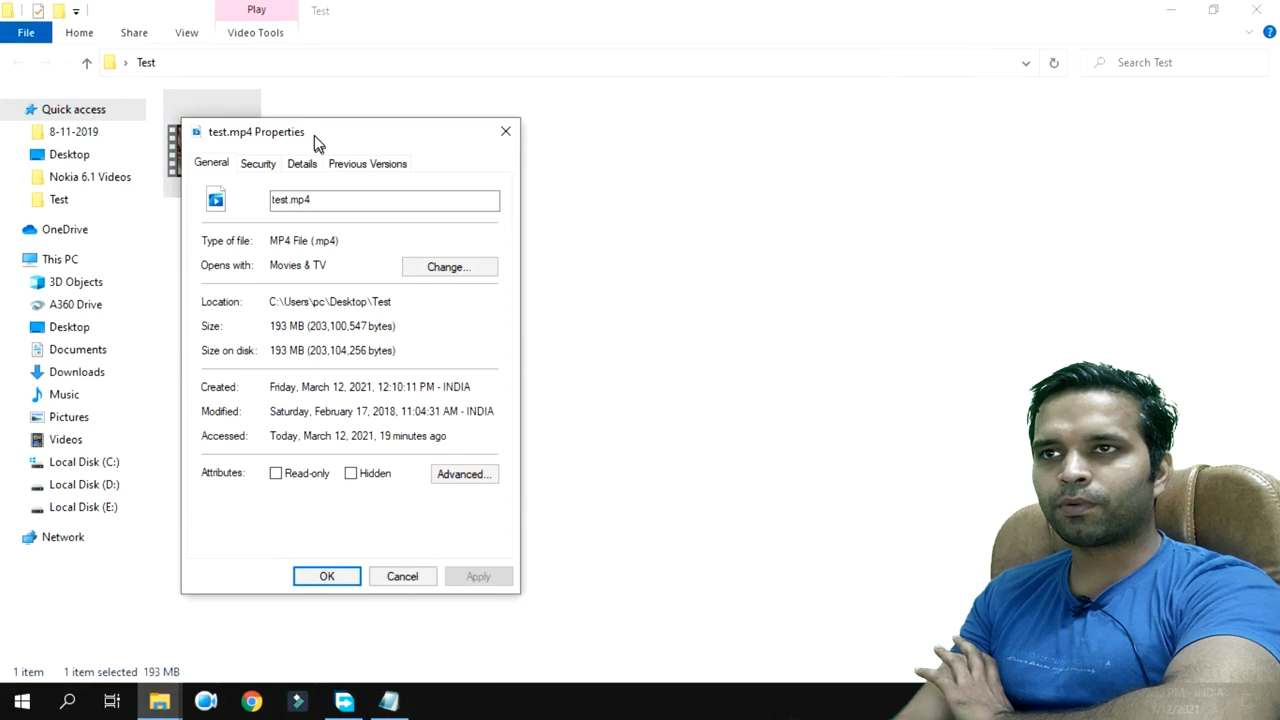 Play
Test
File
Home
Share
View
Video Tools
Test
Search Test
Quick access
8-11-2019
Desktop
Nokia 6.1 Videos
Test
OneDrive
This PC
3D Objects
A360 Drive
Desktop
Documents
Downloads
Music
Pictures
Videos
Local Disk (C:)
Local Disk (D:)
Local Disk (E:)
Network
test.mp4 Properties
General
Security
Details
Previous Versions
test.mp4
Type of file: MP4 File (.mp4)
Opens with: Movies & TV
Change...
Location: C:\Users\pc\Desktop\Test
Size: 193 MB (203,100,547 bytes)
Size on disk: 193 MB (203,104,256 bytes)
Created: Friday, March 12, 2021, 12:10:11 PM - INDIA
Modified: Saturday, February 17, 2018, 11:04:31 AM - INDIA
Accessed: Today, March 12, 2021, 19 minutes ago
Attributes: Read-only Hidden
Advanced...
OK
Cancel
Apply
1 item 1 item selected 193 MB
PM - INDIA
/12/2021